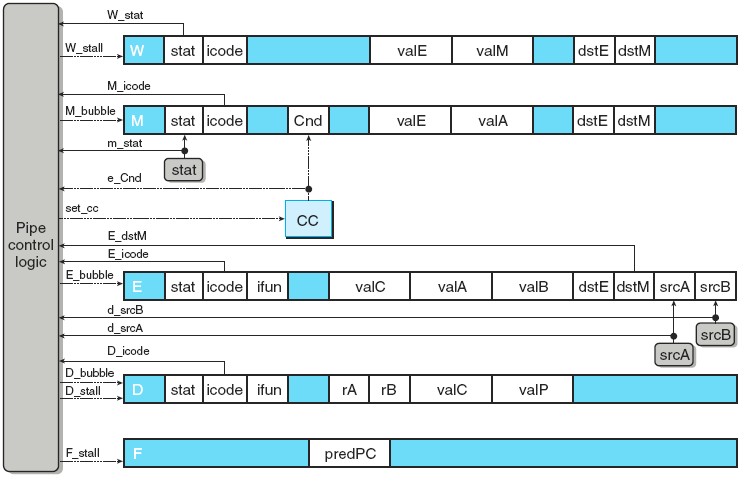 W_stat
W_stall
W stat icode valE valM dstE dstM
M_icode
M_bubble
M stat icode Cnd valE valA dstE dstM
m_stat
stat
e_Cnd
set_cc
CC
Pipe
control
logic
E_dstM
E_icode
E_bubble
E stat icode ifun valC valA valB dstE dstM srcA srcB
d_srcB
d_srcA
srcB
srcA
D_icode
D_bubble
D_stall
D stat icode ifun rA rB valC valP
F_stall
F predPC